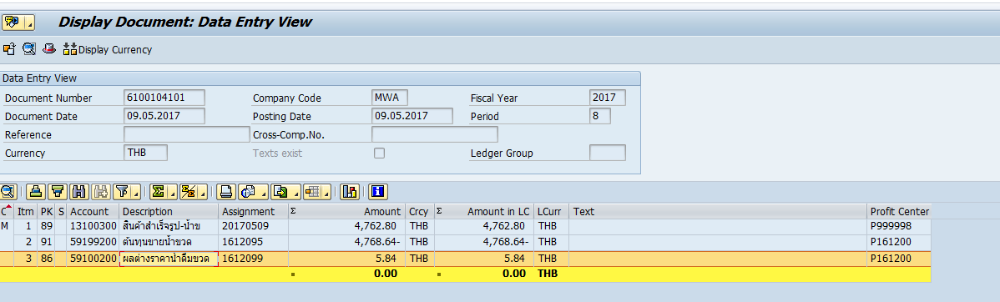 Display Document: Data Entry View
Display Currency
Data Entry View
Document Number 6100104101 Company Code MWA Fiscal Year 2017
Document Date 09.05.2017 Posting Date 09.05.2017 Period 8
Reference Cross-Comp.No.
Currency THB Texts exist Ledger Group
C Itm PK S Account Description Assignment Σ Amount Crcy Σ Amount in LC LCurr Text Profit Center
M 1 89 13100300 สินค้าสำเร็จรูป-น้ำข 20170509 4,762.80 THB 4,762.80 THB P999998
2 91 59199200 ต้นทุนขายน้ำขวด 1612095 4,768.64- THB 4,768.64- THB P161200
3 86 59100200 ผลต่างราคาน้ำดื่มขวด 1612099 5.84 THB 5.84 THB P161200
0.00 0.00 THB